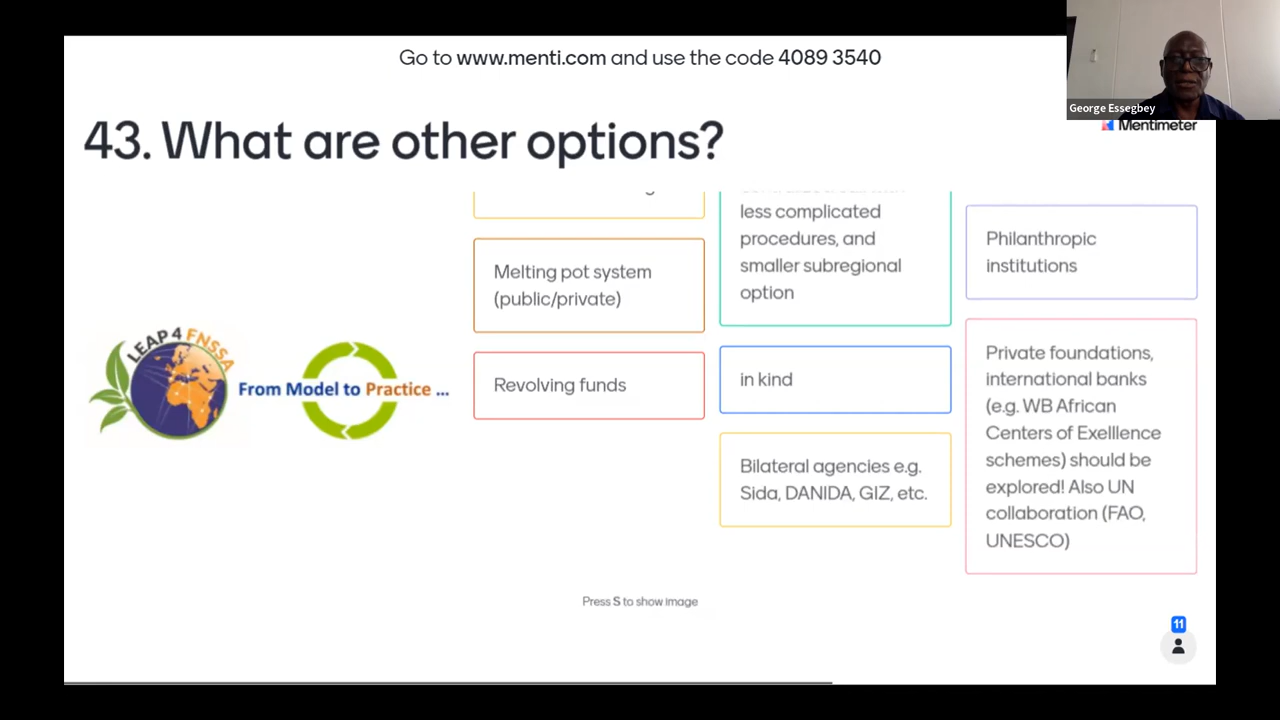 Go to www.menti.com and use the code 4089 3540
George Essegbey
Mentimeter
43. What are other options?
less complicated
procedures, and
smaller subregional
option
Philanthropic
institutions
Melting pot system
(public/private)
LEAP 4 FNSSA
From Model to Practice ...
Revolving funds
in kind
Private foundations,
international banks
(e.g. WB African
Centers of Exelllence
schemes) should be
explored! Also UN
collaboration (FAO,
UNESCO)
Bilateral agencies e.g.
Sida, DANIDA, GIZ, etc.
Press S to show image
11